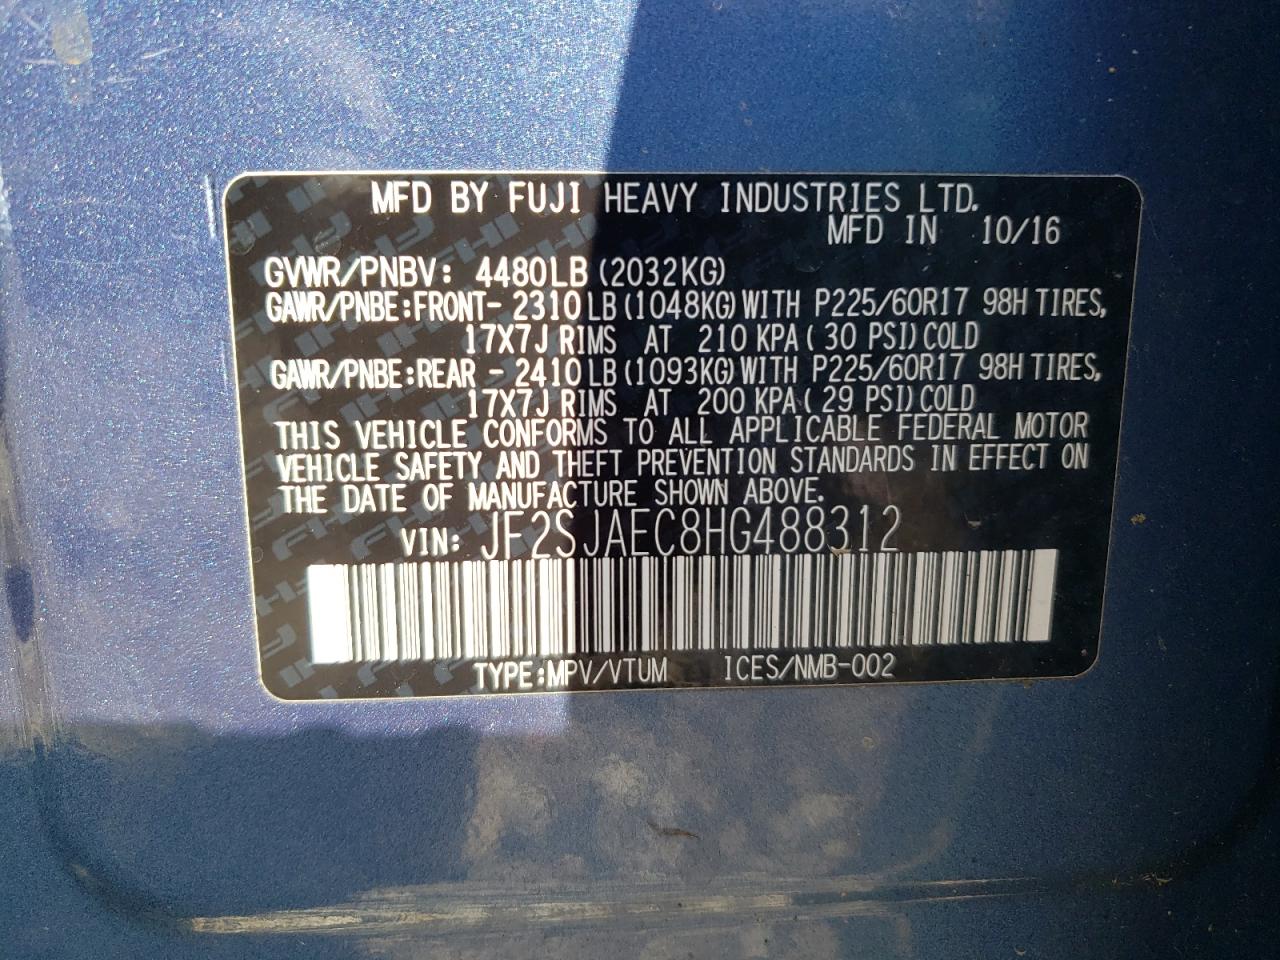 MFD BY FUJI HEAVY INDUSTRIES LTD.
MFD IN 10/16
GVWR/PNBV: 4480LB (2032KG)
GAWR/PNBE:FRONT- 2310 LB (1048KG) WITH P225/60R17 98H TIRES,
17X7J RIMS AT 210 KPA ( 30 PSI) COLD
GAWR/PNBE:REAR - 2410 LB (1093KG) WITH P225/60R17 98H TIRES,
17X7J RIMS AT 200 KPA ( 29 PSI) COLD
THIS VEHICLE CONFORMS TO ALL APPLICABLE FEDERAL MOTOR
VEHICLE SAFETY AND THEFT PREVENTION STANDARDS IN EFFECT ON
THE DATE OF MANUFACTURE SHOWN ABOVE.
VIN: JF2SJAEC8HG488312
TYPE:MPV/VTUM ICES/NMB-002